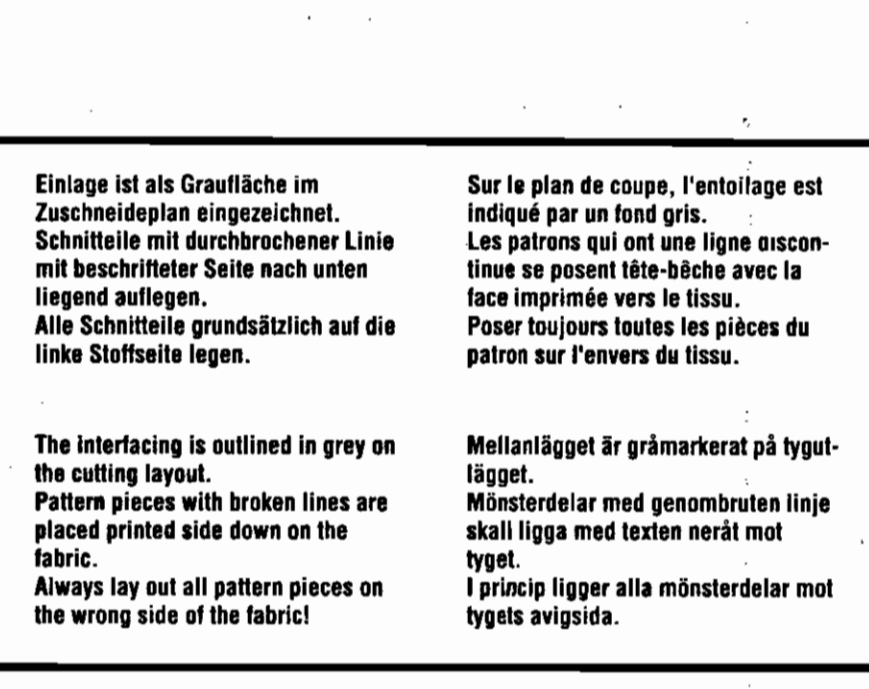 Einlage ist als Graufläche im
Zuschneideplan eingezeichnet.
Schnitteile mit durchbrochener Linie
mit beschrifteter Seite nach unten
liegend auflegen.
Alle Schnitteile grundsätzlich auf die
linke Stoffseite legen.
Sur le plan de coupe, l'entoilage est
indiqué par un fond gris.
Les patrons qui ont une ligne discon-
tinue se posent tête-bêche avec la
face imprimée vers le tissu.
Poser toujours toutes les pièces du
patron sur l'envers du tissu.
The interfacing is outlined in grey on
the cutting layout.
Pattern pieces with broken lines are
placed printed side down on the
fabric.
Always lay out all pattern pieces on
the wrong side of the fabric!
Mellanlägget är gråmarkerat på tygut-
lägget.
Mönsterdelar med genombruten linje
skall ligga med texten neråt mot
tyget.
I princip ligger alla mönsterdelar mot
tygets avigsida.